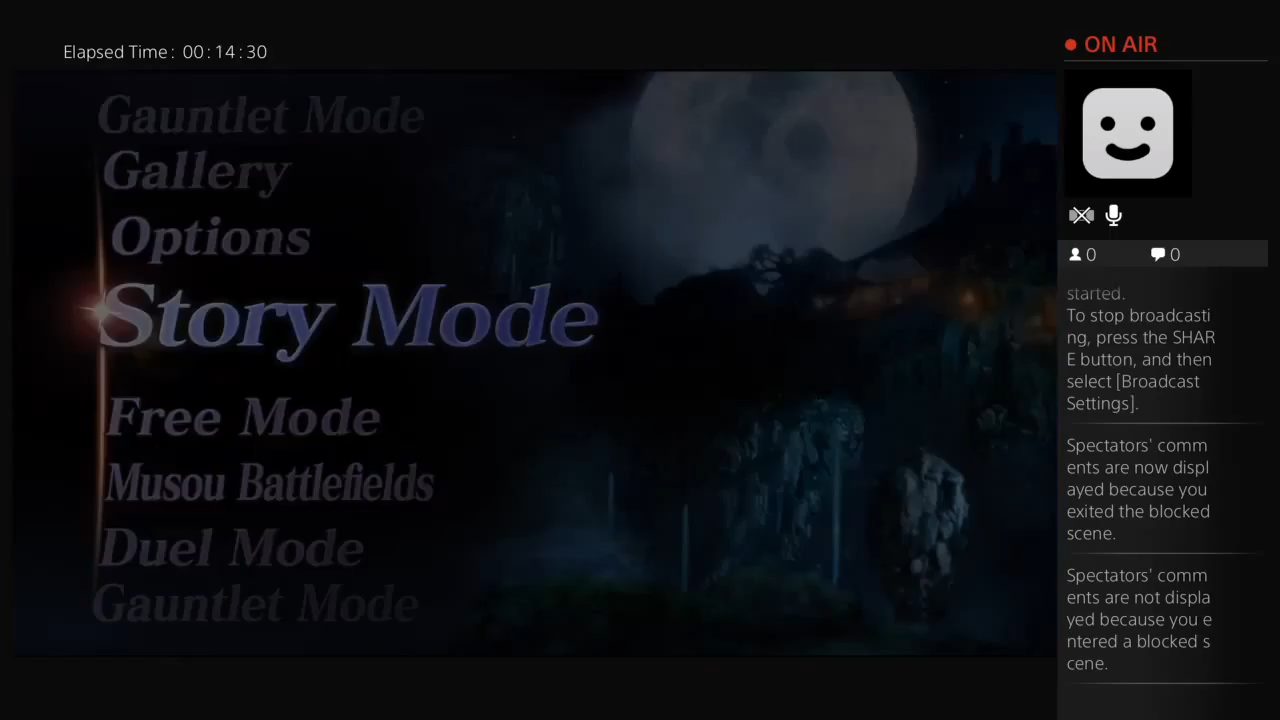 Elapsed Time: 00:14:30
ON AIR
Gauntlet Mode
Gallery
Options
Story Mode
Free Mode
Musou Battlefields
Duel Mode
Gauntlet Mode
0
0
started.
To stop broadcasti
ng, press the SHAR
E button, and then
select [Broadcast
Settings].
Spectators' comm
ents are now displ
ayed because you
exited the blocked
scene.
Spectators' comm
ents are not displa
yed because you e
ntered a blocked s
cene.